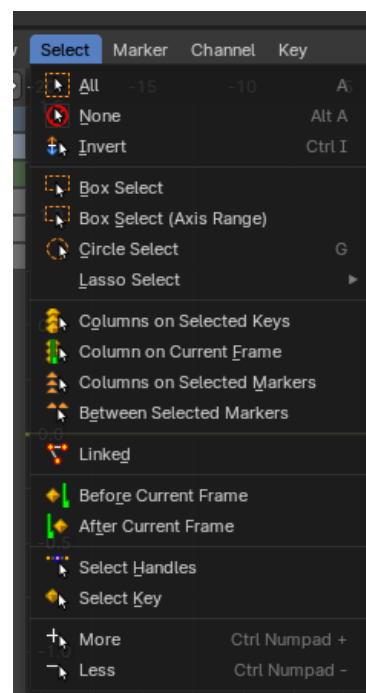 Select Marker Channel Key
All A
None Alt A
Invert Ctrl I
Box Select
Box Select (Axis Range)
Circle Select G
Lasso Select
Columns on Selected Keys
Column on Current Frame
Columns on Selected Markers
Between Selected Markers
Linked
Before Current Frame
After Current Frame
Select Handles
Select Key
More Ctrl Numpad +
Less Ctrl Numpad -